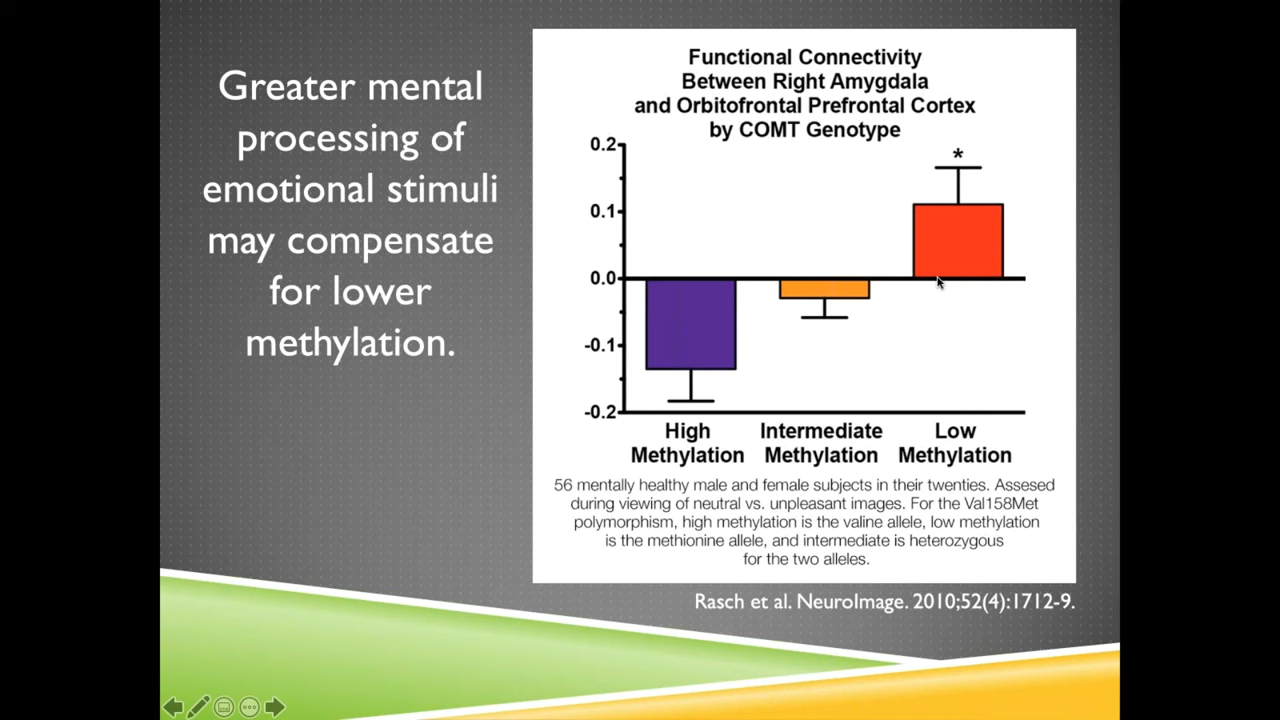 Greater mental
processing of
emotional stimuli
may compensate
for lower
methylation.
Functional Connectivity
Between Right Amygdala
and Orbitofrontal Prefrontal Cortex
by COMT Genotype
0.2
*
0.1
0.0
-0.1
-0.2
High
Methylation
Intermediate
Methylation
Low
Methylation
56 mentally healthy male and female subjects in their twenties. Assesed
during viewing of neutral vs. unpleasant images. For the Val158Met
polymorphism, high methylation is the valine allele, low methylation
is the methionine allele, and intermediate is heterozygous
for the two alleles.
Rasch et al. NeuroImage. 2010;52(4):1712-9.